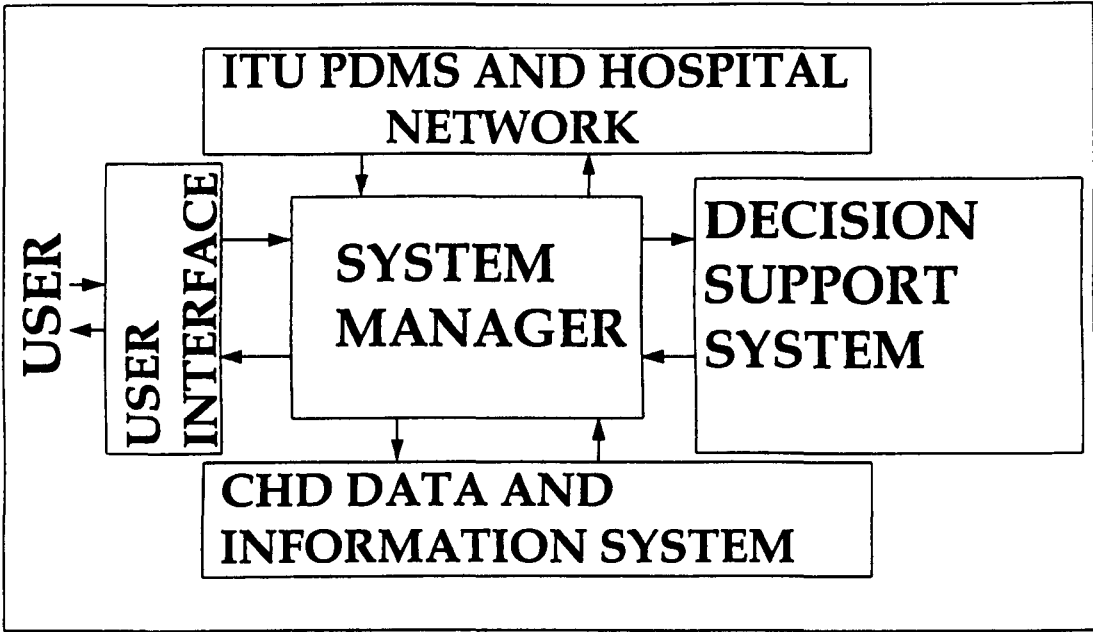 ITU PDMS AND HOSPITAL
NETWORK
USER
USER
INTERFACE
SYSTEM
MANAGER
DECISION
SUPPORT
SYSTEM
CHD DATA AND
INFORMATION SYSTEM